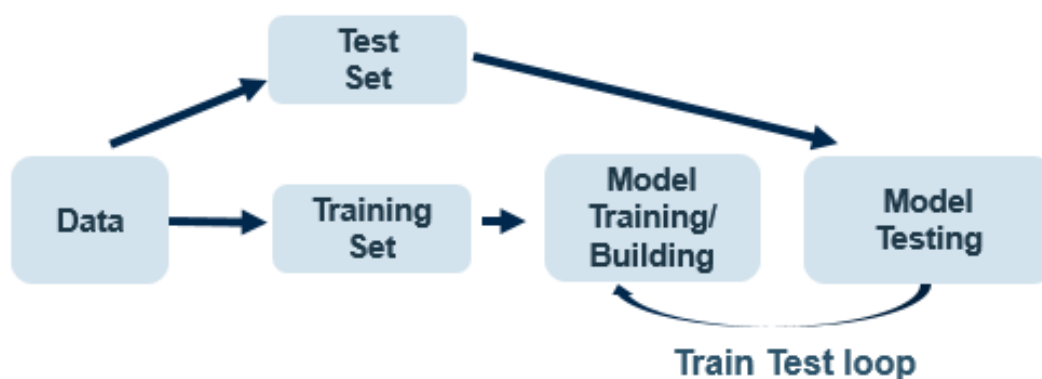 Test
Set
Data
Training
Set
Model
Training/
Building
Model
Testing
Train Test loop